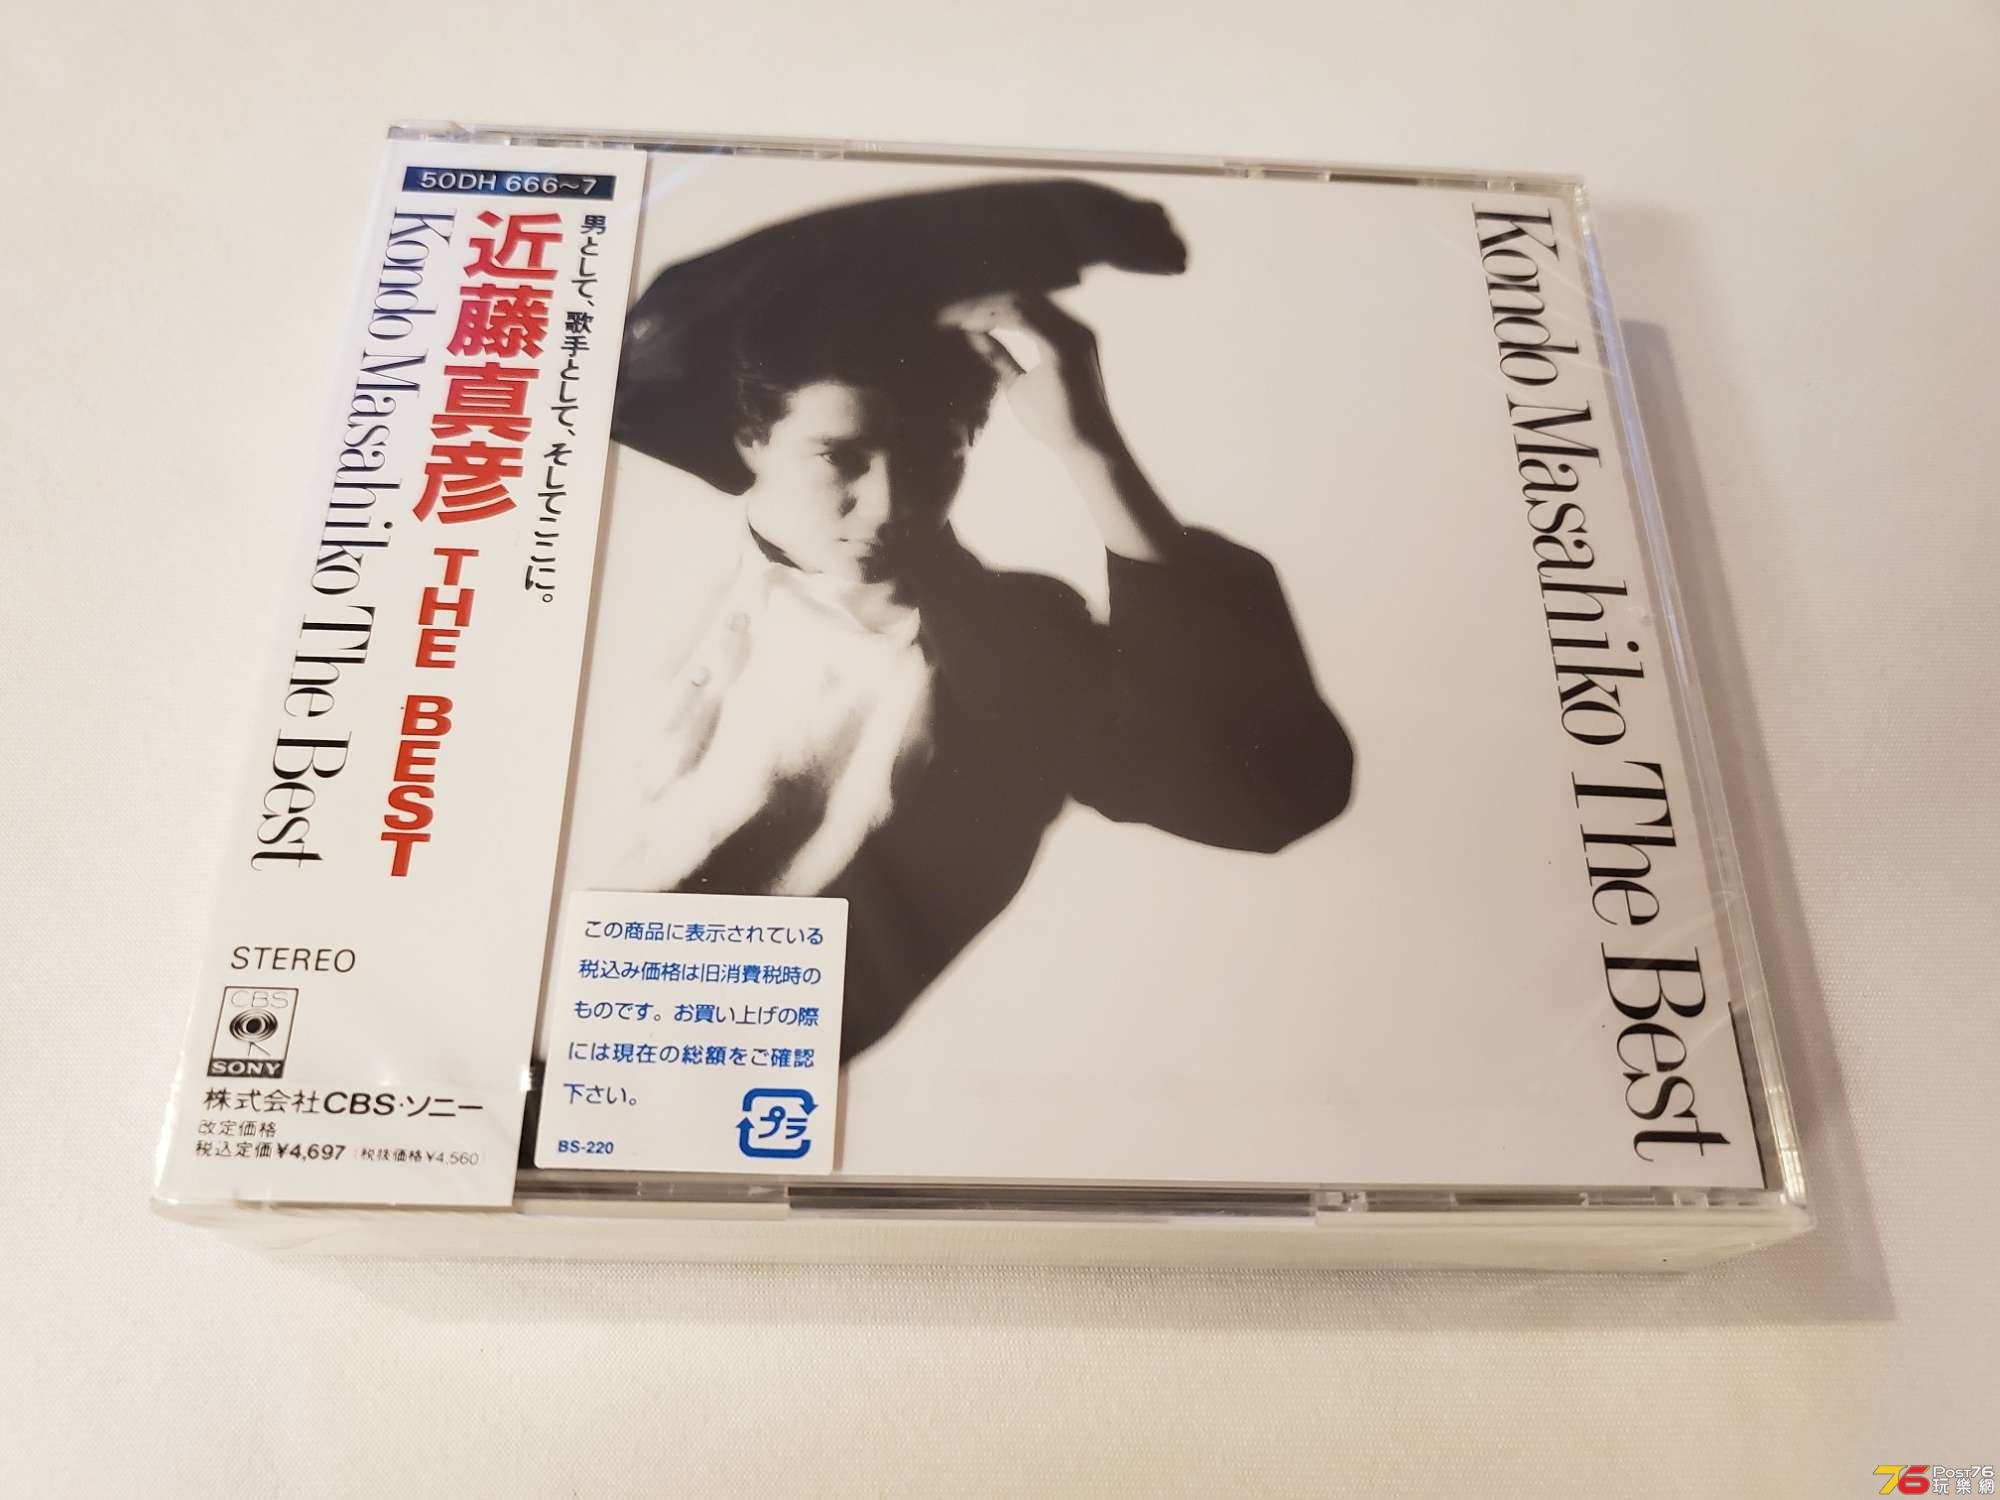 50DH 666~7
男として、歌手として、そしてここに。
近藤真彦 THE BEST
Kondo Masahiko The Best
STEREO
CBS
SONY
株式会社CBS・ソニー
改定価格
税込定価¥4,697(税抜価格¥4,560)
この商品に表示されている
税込み価格は旧消費税時の
ものです。お買い上げの際
には現在の総額をご確認
下さい。
プラ
BS-220
Kondo Masahiko The Best
76 Post76
玩樂網